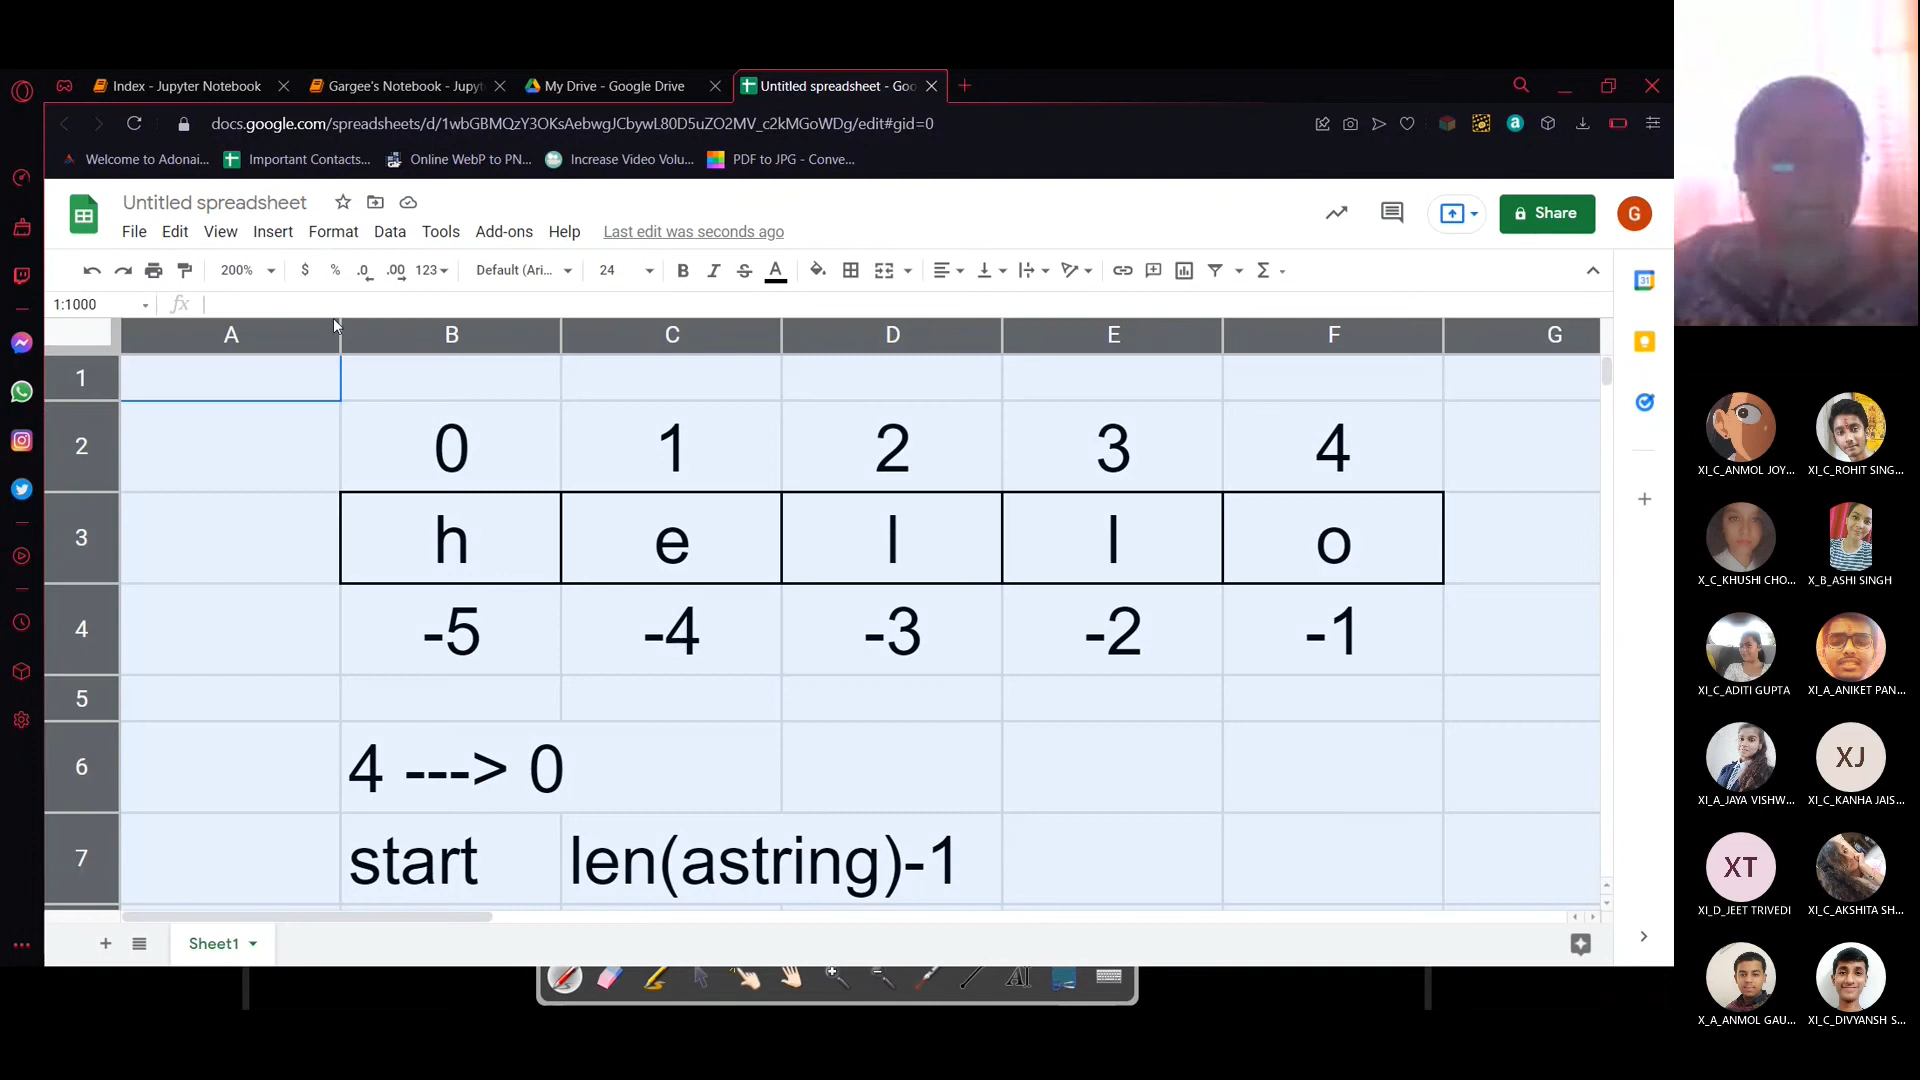 Index - Jupyter Notebook
Gargee's Notebook - Jupyt
My Drive - Google Drive
Untitled spreadsheet - Goo
docs.google.com/spreadsheets/d/1wbGBMQzY3OKsAebwgJCbywL80D5uZO2MV_c2kMGoWDg/edit#gid=0
Welcome to Adonai...
Important Contacts...
Online WebP to PN...
Increase Video Volu...
PDF to JPG - Conve...
Untitled spreadsheet
Share
G
File Edit View Insert Format Data Tools Add-ons Help Last edit was seconds ago
200% $ % .0 .00 123 Default (Ari... 24 B I S A Σ
31
1:1000 fx
A B C D E F G
1
2 0 1 2 3 4
3 h e l l o
4 -5 -4 -3 -2 -1
5
6 4 ---> 0
7 start len(astring)-1
Sheet1
XI_C_ANMOL JOY... XI_C_ROHIT SING...
XI_C_KHUSHI CHO... X_B_ASHI SINGH
XI_C_ADITI GUPTA XI_A_ANIKET PAN...
XJ
XI_A_JAYA VISHW... XI_C_KANHA JAIS...
XT
XI_D_JEET TRIVEDI XI_C_AKSHITA SH...
X_A_ANMOL GAU... XI_C_DIVYANSH S...